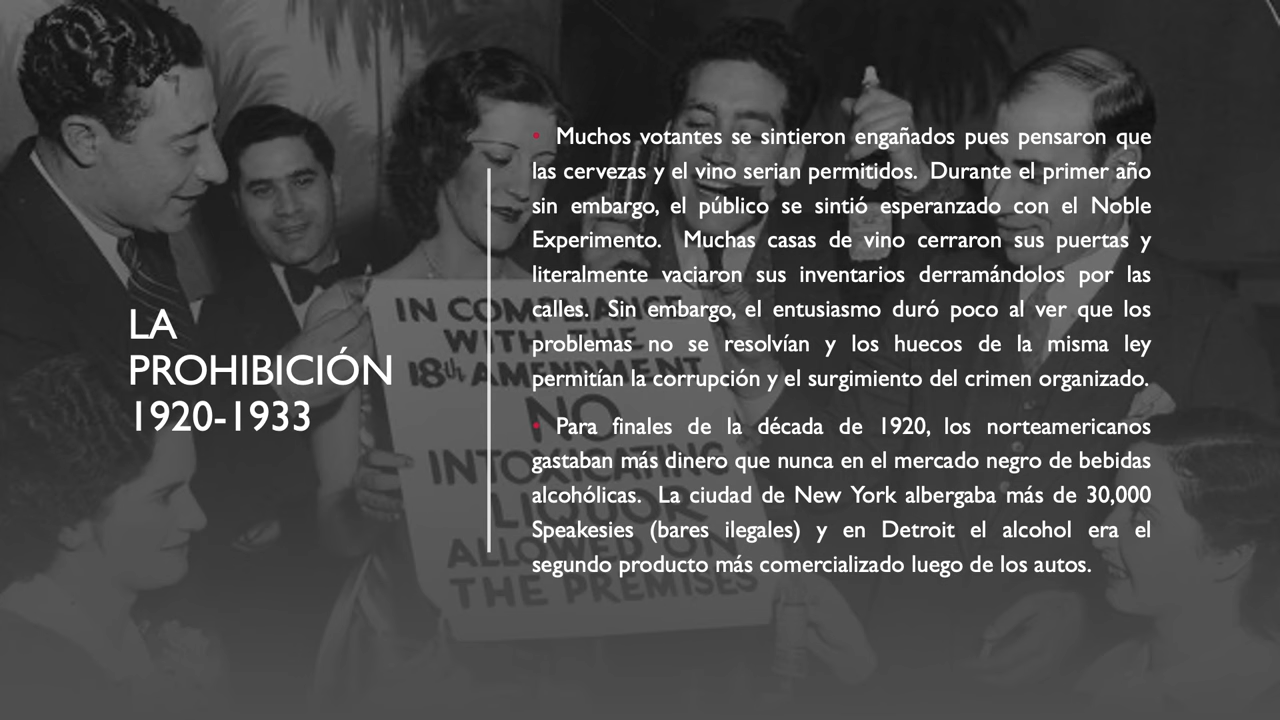 LA
PROHIBICIÓN
1920-1933
• Muchos votantes se sintieron engañados pues pensaron que
las cervezas y el vino serian permitidos. Durante el primer año
sin embargo, el público se sintió esperanzado con el Noble
Experimento. Muchas casas de vino cerraron sus puertas y
literalmente vaciaron sus inventarios derramándolos por las
calles. Sin embargo, el entusiasmo duró poco al ver que los
problemas no se resolvían y los huecos de la misma ley
permitían la corrupción y el surgimiento del crimen organizado.
• Para finales de la década de 1920, los norteamericanos
gastaban más dinero que nunca en el mercado negro de bebidas
alcohólicas. La ciudad de New York albergaba más de 30,000
Speakesies (bares ilegales) y en Detroit el alcohol era el
segundo producto más comercializado luego de los autos.
IN COMPLIANCE
WITH THE
18th AMENDMENT
NO
INTOXICATING
LIQUOR
ALLOWED ON
THE PREMISES